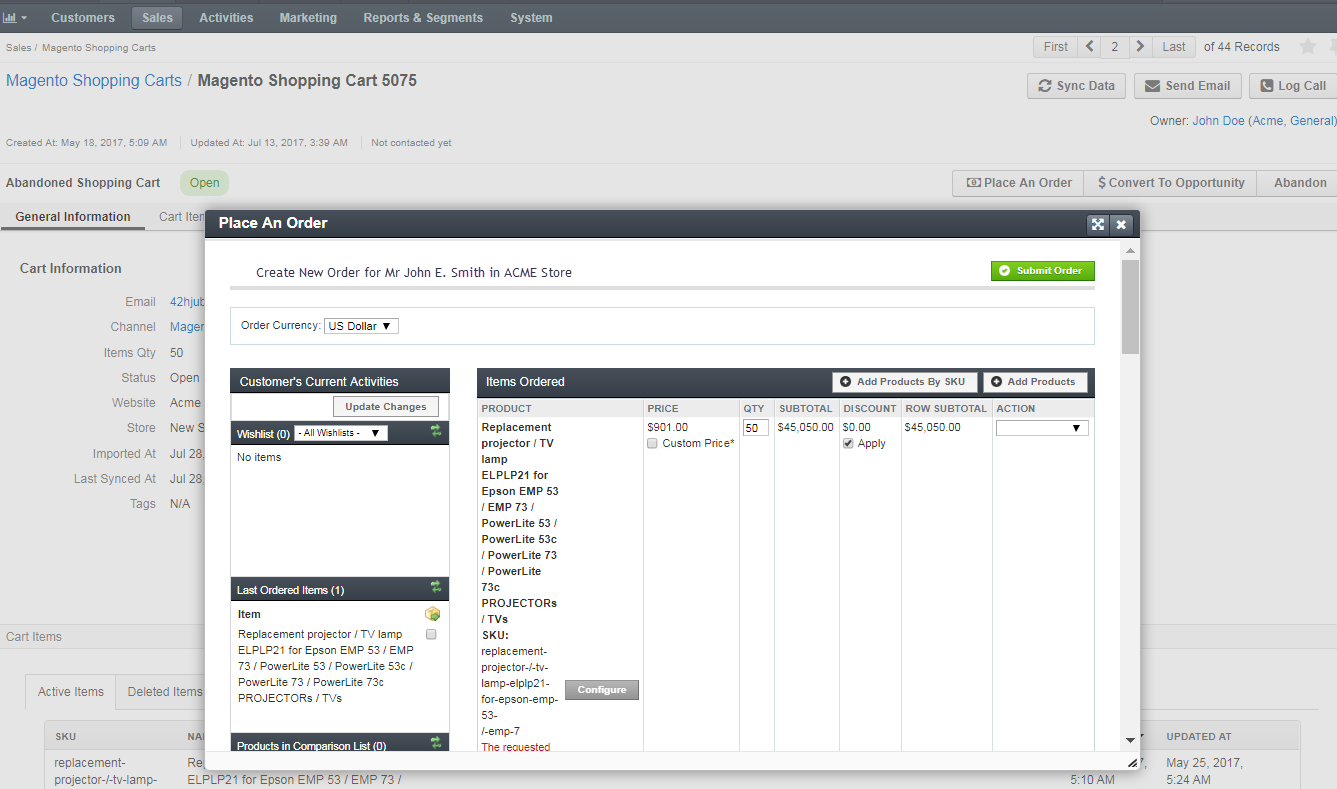 Customers Sales Activities Marketing Reports & Segments System
Sales / Magento Shopping Carts
First 2 Last of 44 Records
Magento Shopping Carts / Magento Shopping Cart 5075
Sync Data Send Email Log Call
Owner: John Doe (Acme, General)
Created At: May 18, 2017, 5:09 AM Updated At: Jul 13, 2017, 3:39 AM Not contacted yet
Abandoned Shopping Cart Open
Place An Order $ Convert To Opportunity Abandon
General Information Cart Iten
Cart Information
Email 42hjub
Channel Magen
Items Qty 50
Status Open
Website Acme
Store New S
Imported At Jul 28,
Last Synced At Jul 28,
Tags N/A
Place An Order
Create New Order for Mr John E. Smith in ACME Store
Submit Order
Order Currency: US Dollar
Customer's Current Activities
Update Changes
Wishlist (0) - All Wishlists -
No items
Last Ordered Items (1)
Item
Replacement projector / TV lamp
ELPLP21 for Epson EMP 53 / EMP
73 / PowerLite 53 / PowerLite 53c /
PowerLite 73 / PowerLite 73c
PROJECTORs / TVs
Products in Comparison List (0)
Items Ordered
Add Products By SKU Add Products
PRODUCT PRICE QTY SUBTOTAL DISCOUNT ROW SUBTOTAL ACTION
Replacement
projector / TV
lamp
ELPLP21 for
Epson EMP 53
/ EMP 73 /
PowerLite 53 /
PowerLite 53c
/ PowerLite 73
/ PowerLite
73c
PROJECTORs
/ TVs
SKU:
replacement-
projector-/-tv-
lamp-elplp21-
for-epson-emp-
53-
/-emp-7
The requested
Configure
$901.00 50 $45,050.00 $0.00 $45,050.00
Custom Price* Apply
Cart Items
Active Items Deleted Items
SKU NA UPDATED AT
replacement-
projector-/-tv-lamp-
Re
ELPLP21 for Epson EMP 53 / EMP 73 /
7,
5:10 AM
May 25, 2017,
5:24 AM